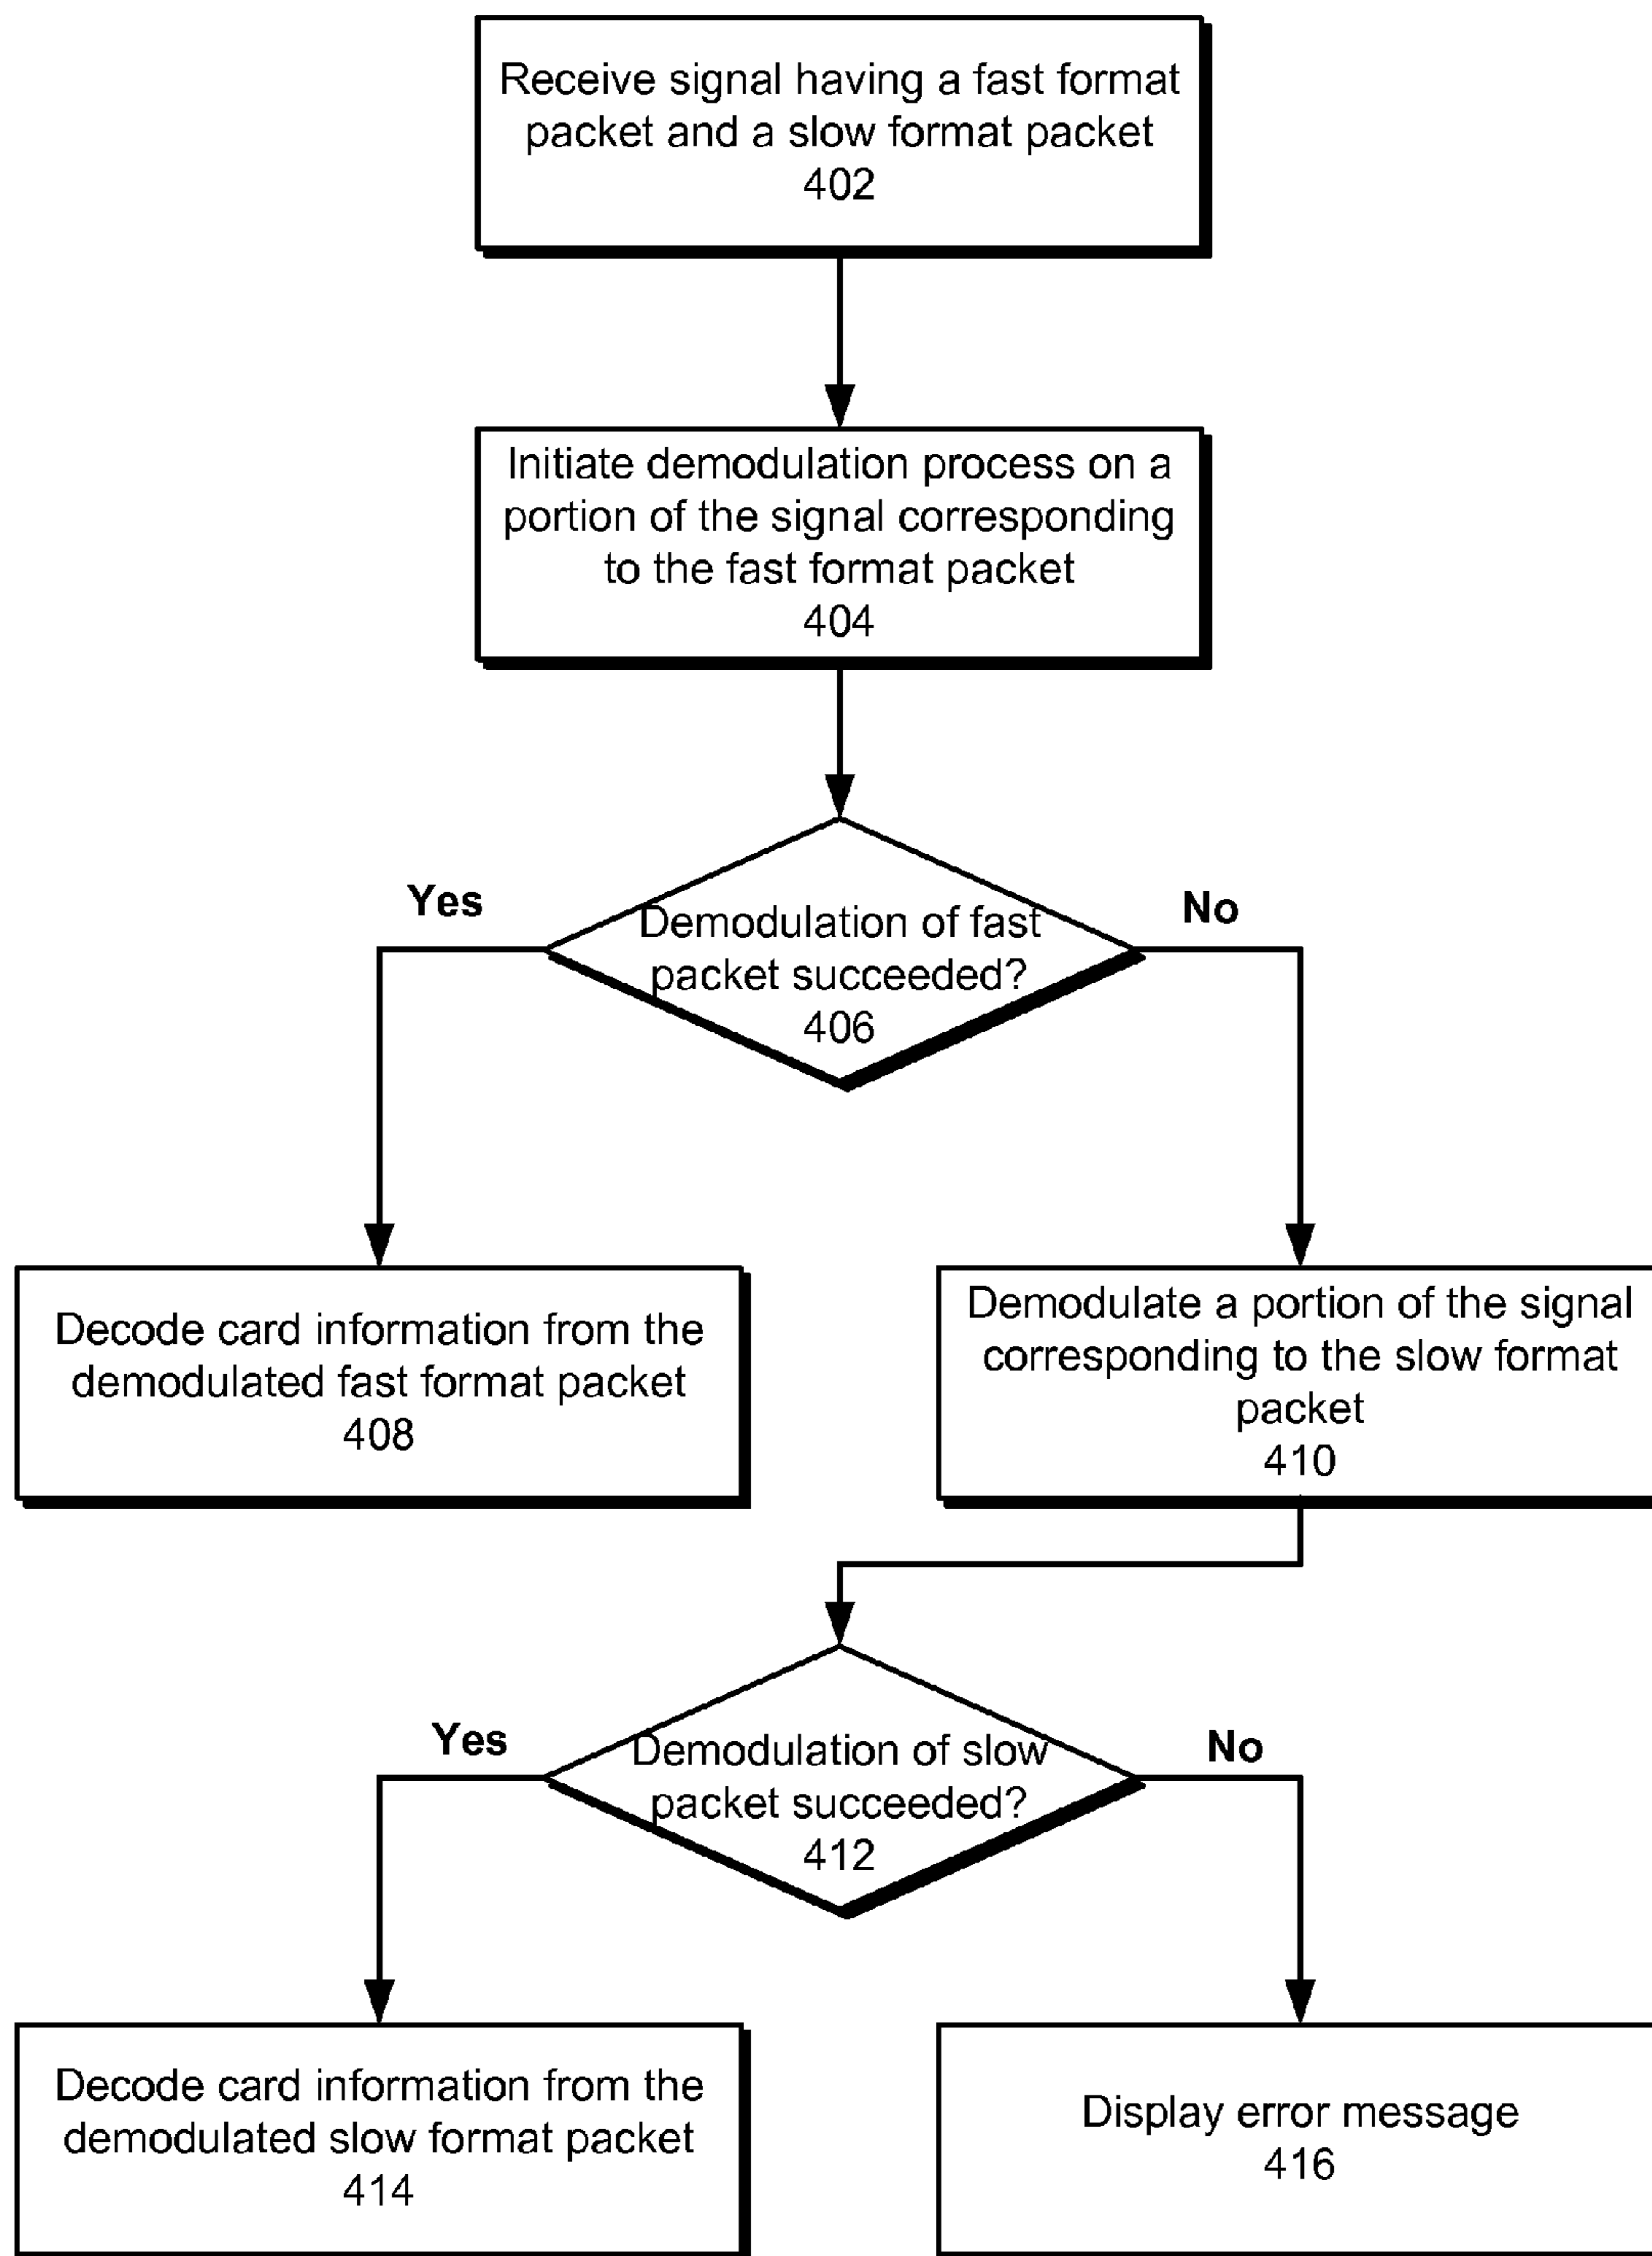 Receive signal having a fast format
packet and a slow format packet
402
Initiate demodulation process on a
portion of the signal corresponding
to the fast format packet
404
Yes
No
Demodulation of fast
packet succeeded?
406
Decode card information from the
demodulated fast format packet
408
Demodulate a portion of the signal
corresponding to the slow format
packet
410
Yes
No
Demodulation of slow
packet succeeded?
412
Decode card information from the
demodulated slow format packet
414
Display error message
416